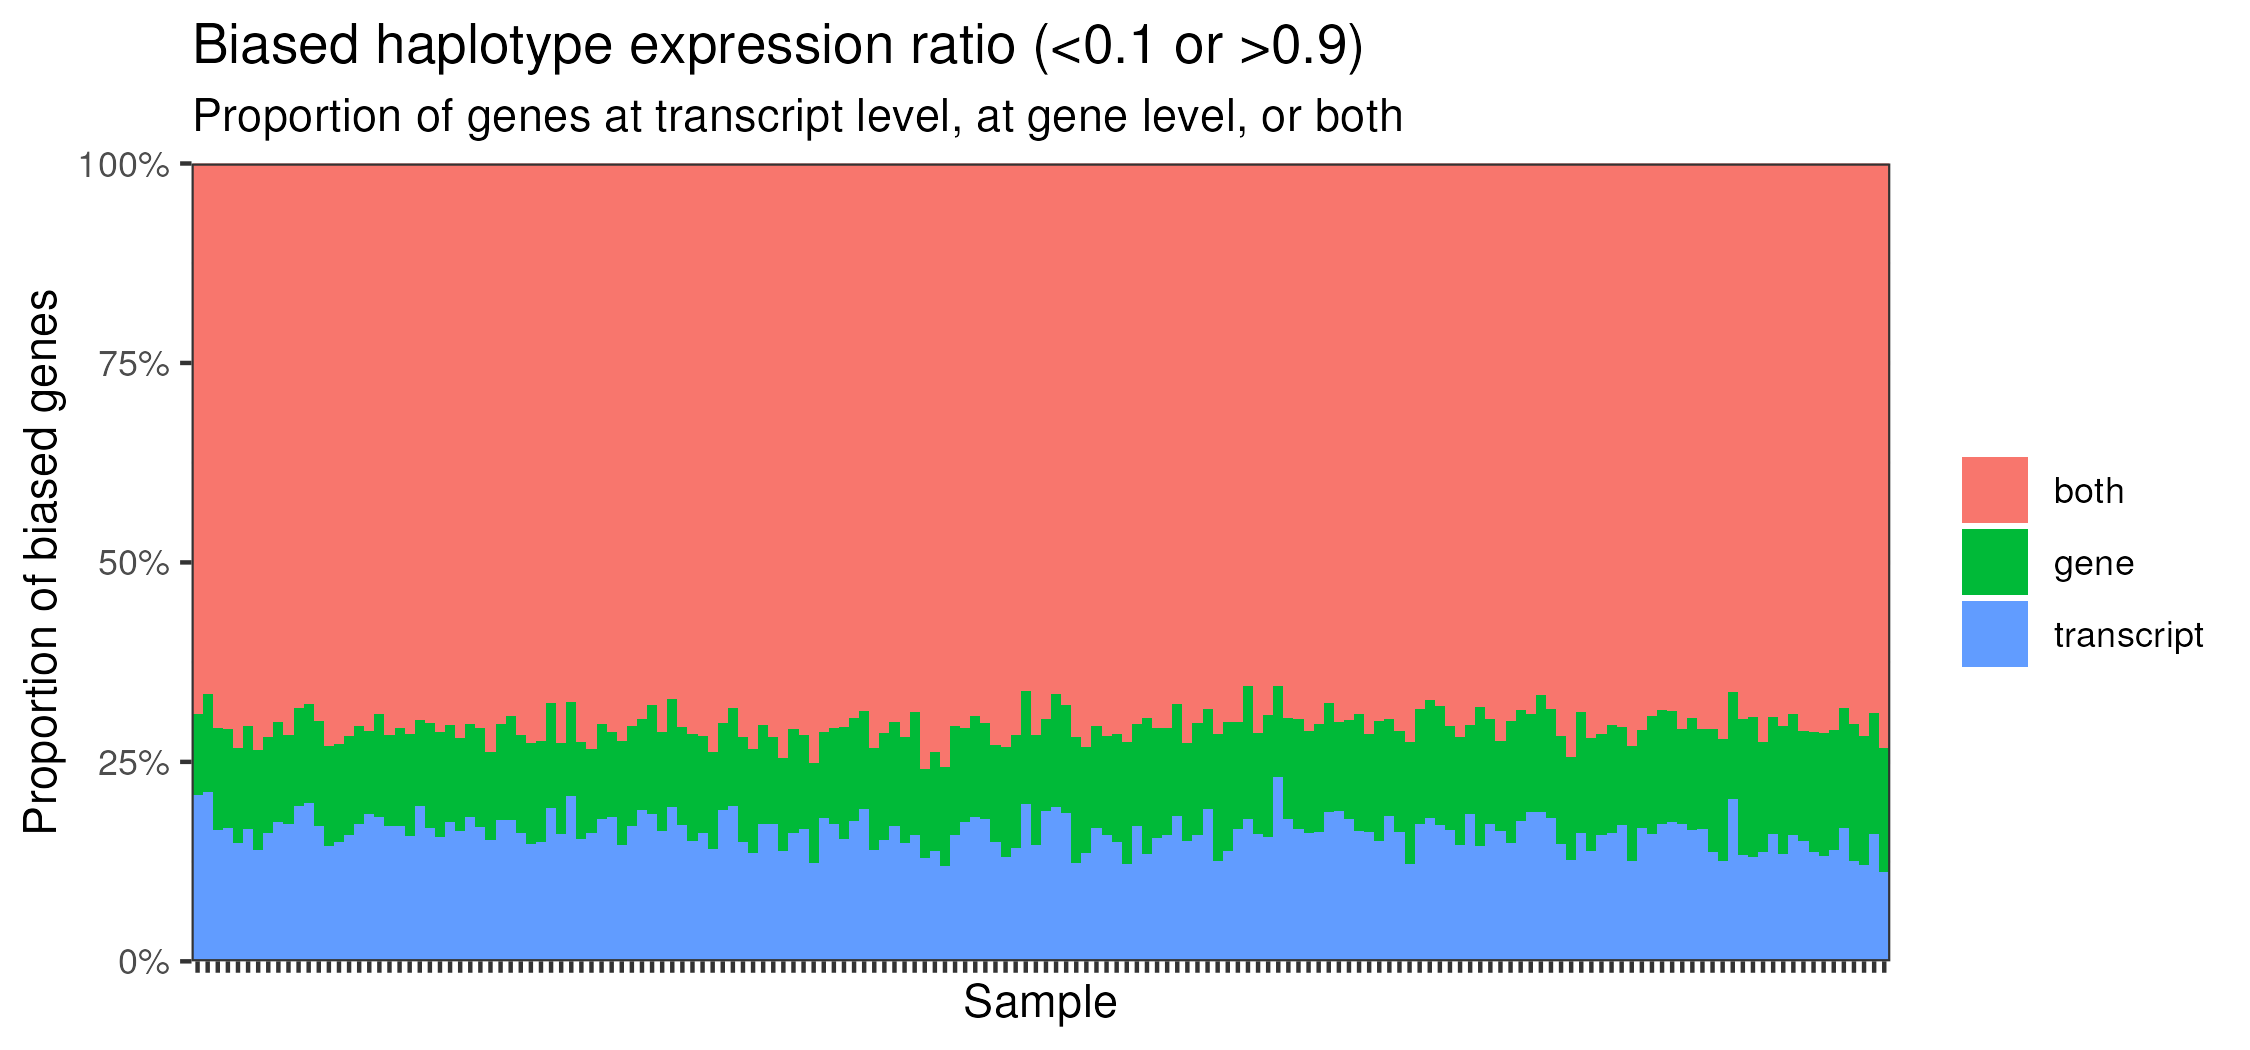 Biased haplotype expression ratio (<0.1 or >0.9)
Proportion of genes at transcript level, at gene level, or both
Proportion of biased genes
100%
75%
50%
25%
0%
Sample
both
gene
transcript